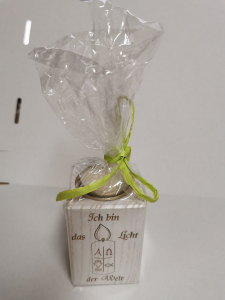 Ich bin
das Licht
der Welt